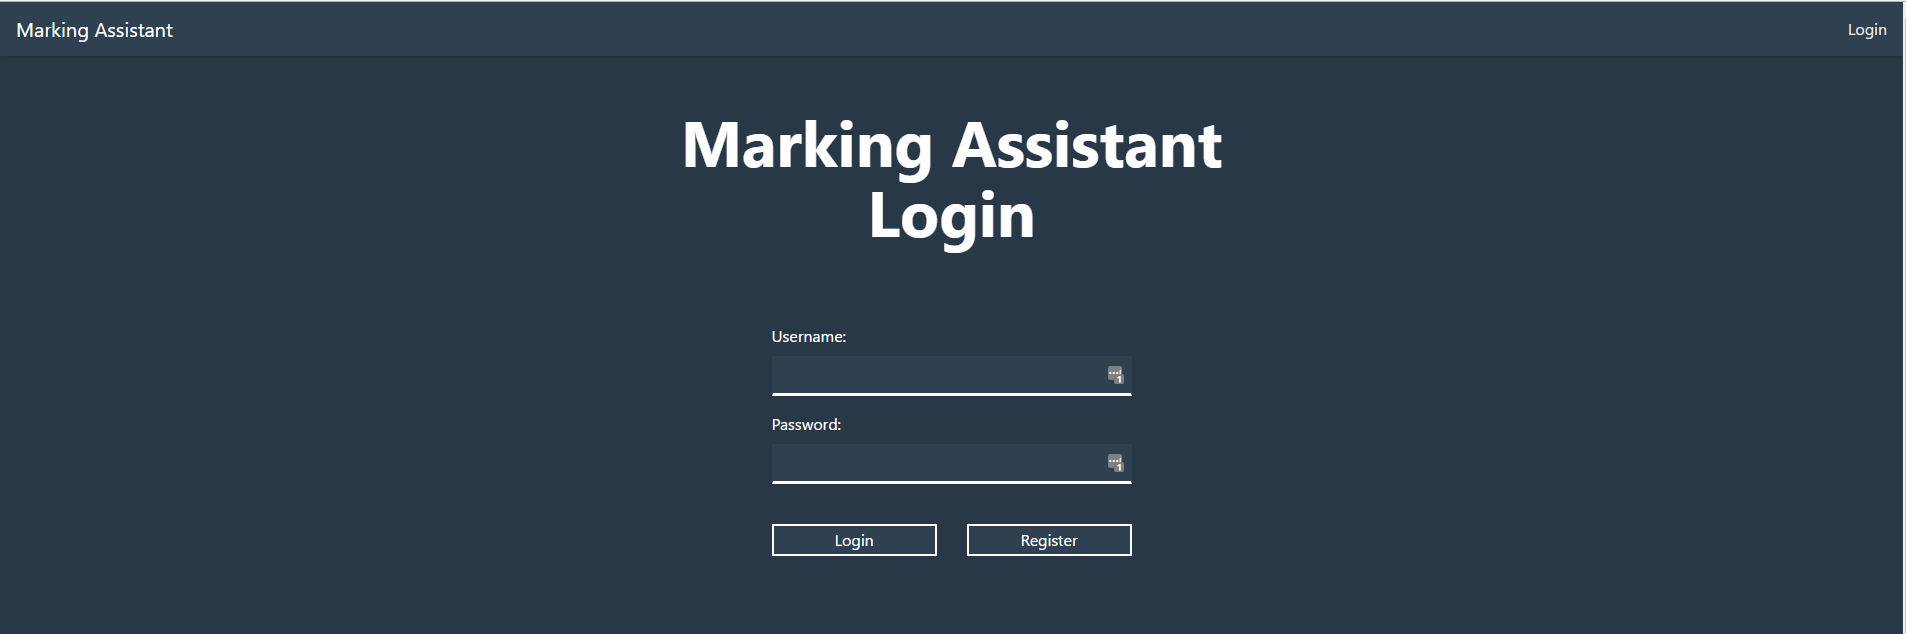 Marking Assistant
Login
Marking Assistant
Login
Username:
Password:
Login
Register